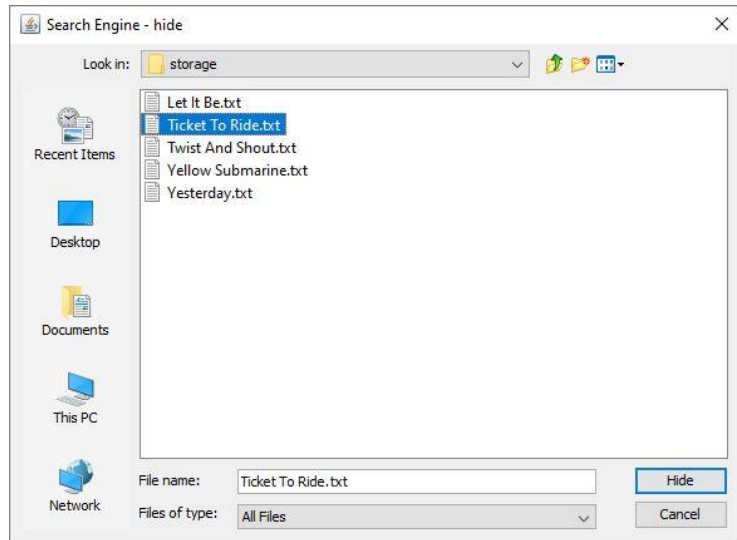 Search Engine - hide
Look in:
storage
Recent Items
Desktop
Documents
This PC
Network
Let It Be.txt
Ticket To Ride.txt
Twist And Shout.txt
Yellow Submarine.txt
Yesterday.txt
File name:
Ticket To Ride.txt
Hide
Files of type:
All Files
Cancel